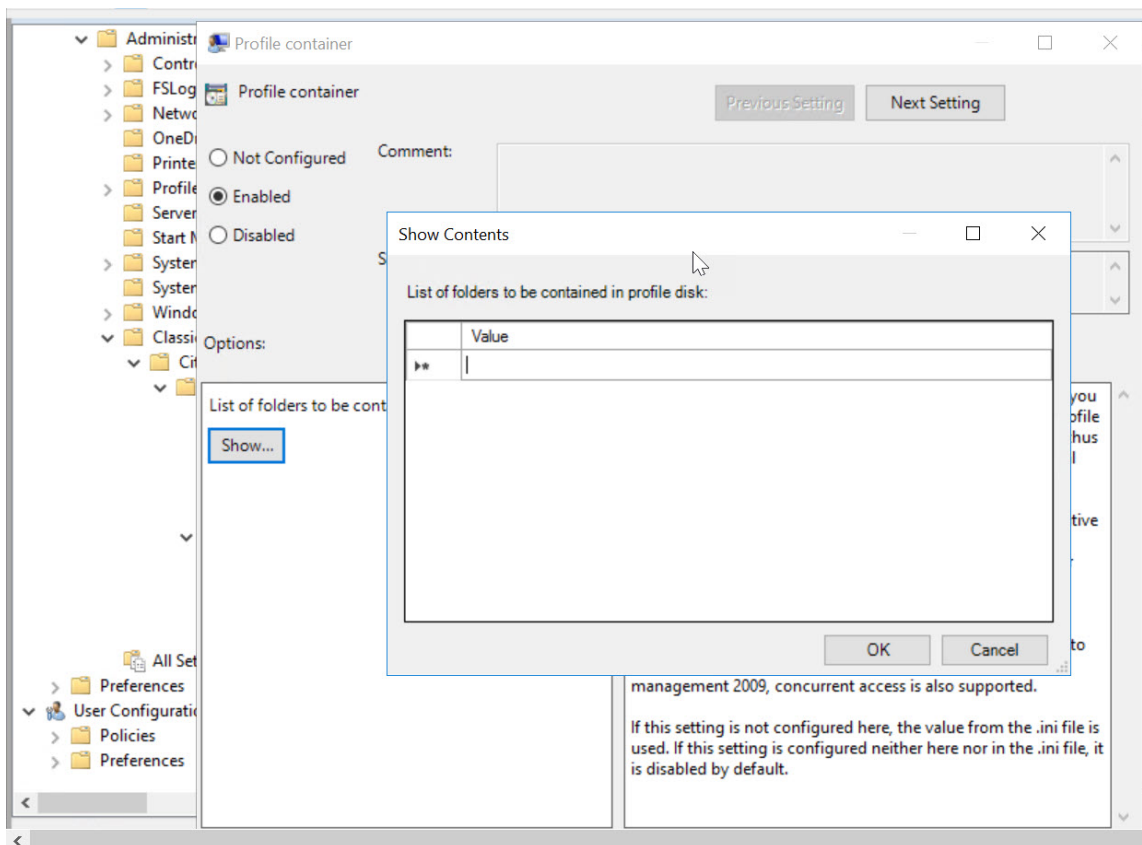 Administr
Contr
FSLog
Netwo
OneDr
Printe
Profile
Server
Start M
System
System
Windo
Classi
Cit
All Set
Preferences
User Configuratio
Policies
Preferences
Profile container
Profile container
Previous Setting
Next Setting
Not Configured
Enabled
Disabled
Comment:
S
Options:
List of folders to be cont
Show...
Show Contents
List of folders to be contained in profile disk:
Value
OK
Cancel
you
ofile
hus
l
tive
to
management 2009, concurrent access is also supported.
If this setting is not configured here, the value from the .ini file is
used. If this setting is configured neither here nor in the .ini file, it
is disabled by default.